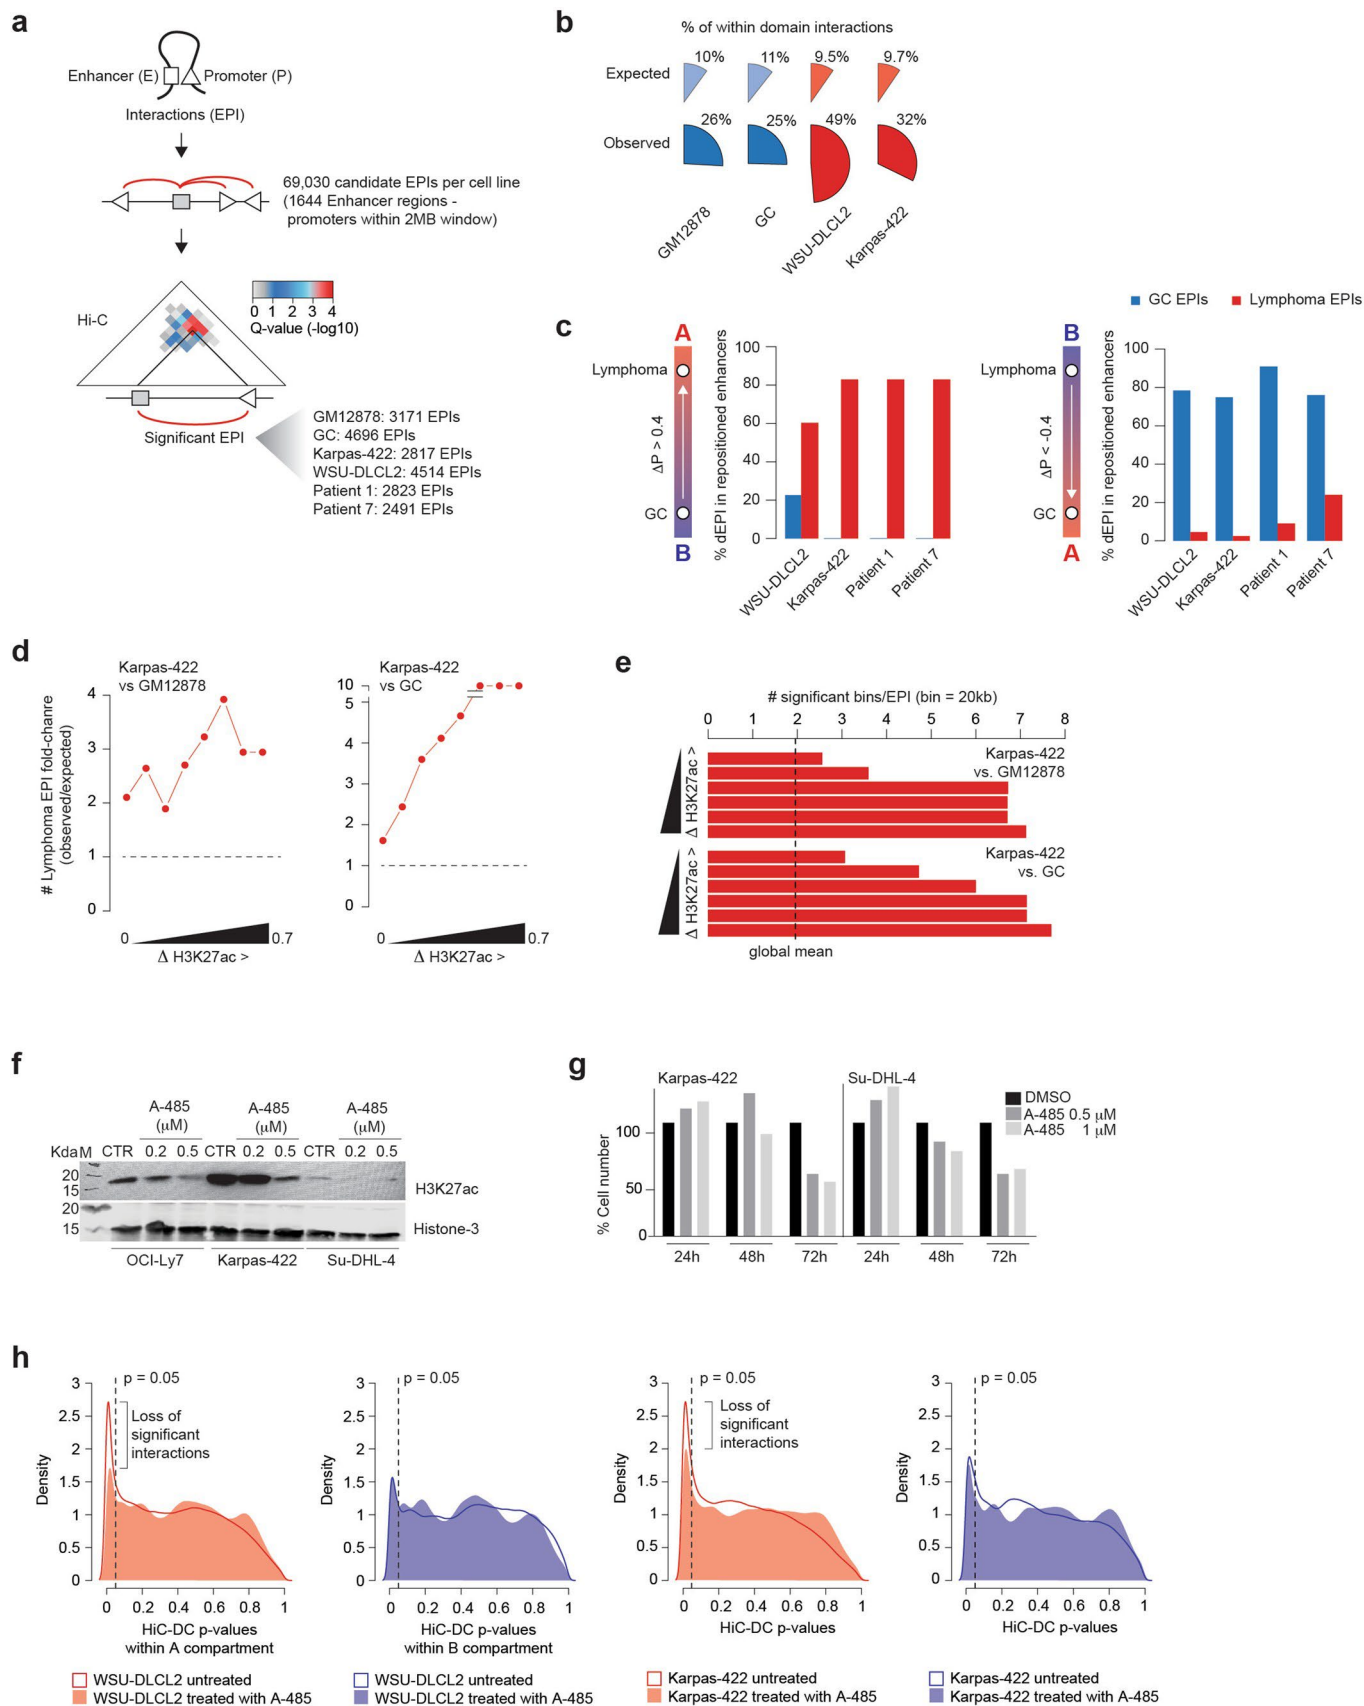 a
Enhancer (E)
Promoter (P)
Interactions (EPI)
69,030 candidate EPIs per cell line
(1644 Enhancer regions -
promoters within 2MB window)
Hi-C
0 1 2 3 4
Q-value (-log10)
Significant EPI
GM12878: 3171 EPIs
GC: 4696 EPIs
Karpas-422: 2817 EPIs
WSU-DLCL2: 4514 EPIs
Patient 1: 2823 EPIs
Patient 7: 2491 EPIs
b
% of within domain interactions
Expected
10% 11% 9.5% 9.7%
Observed
26% 25% 49% 32%
GM12878
GC
WSU-DLCL2
Karpas-422
GC EPIs
Lymphoma EPIs
c
A
Lymphoma
ΔP > 0.4
GC
B
% dEPI in repositioned enhancers
100
80
60
40
20
0
WSU-DLCL2
Karpas-422
Patient 1
Patient 7
B
Lymphoma
ΔP < -0.4
GC
A
% dEPI in repositioned enhancers
100
80
60
40
20
0
WSU-DLCL2
Karpas-422
Patient 1
Patient 7
d
# Lymphoma EPI fold-chanre
(observed/expected)
Karpas-422
vs GM12878
4
3
2
1
0
0
0.7
Δ H3K27ac >
Karpas-422
vs GC
10
5
4
3
2
1
0
0
0.7
Δ H3K27ac >
e
# significant bins/EPI (bin = 20kb)
0 1 2 3 4 5 6 7 8
Δ H3K27ac >
Karpas-422
vs. GM12878
Δ H3K27ac >
Karpas-422
vs. GC
global mean
f
A-485
(μM)
A-485
(μM)
A-485
(μM)
Kda M CTR 0.2 0.5 CTR 0.2 0.5 CTR 0.2 0.5
20
15
H3K27ac
20
15
Histone-3
OCI-Ly7
Karpas-422
Su-DHL-4
g
Karpas-422
Su-DHL-4
DMSO
A-485 0.5 μM
A-485 1 μM
% Cell number
100
50
0
24h 48h 72h 24h 48h 72h
h
Density
3
2.5
2
1.5
1
0.5
0
p = 0.05
Loss of
significant
interactions
0 0.2 0.4 0.6 0.8 1
HiC-DC p-values
within A compartment
WSU-DLCL2 untreated
WSU-DLCL2 treated with A-485
Density
3
2.5
2
1.5
1
0.5
0
p = 0.05
0 0.2 0.4 0.6 0.8 1
HiC-DC p-values
within B compartment
WSU-DLCL2 untreated
WSU-DLCL2 treated with A-485
Density
3
2.5
2
1.5
1
0.5
0
p = 0.05
Loss of
significant
interactions
0 0.2 0.4 0.6 0.8 1
HiC-DC p-values
Karpas-422 untreated
Karpas-422 treated with A-485
Density
3
2.5
2
1.5
1
0.5
0
p = 0.05
0 0.2 0.4 0.6 0.8 1
HiC-DC p-values
Karpas-422 untreated
Karpas-422 treated with A-485